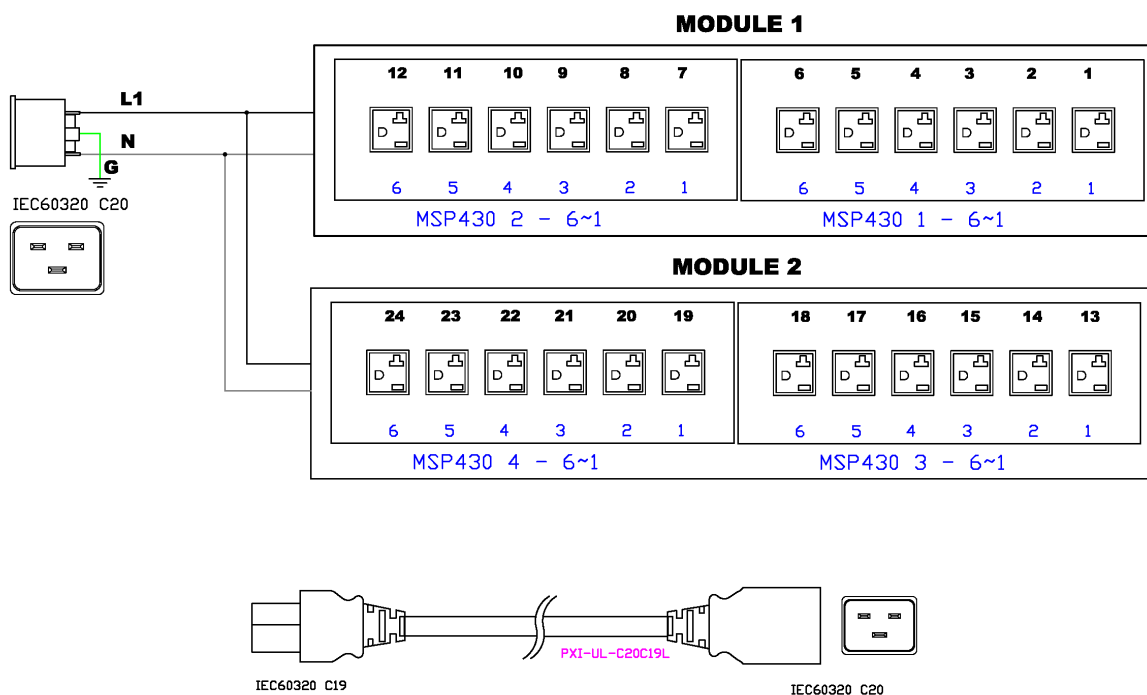 MODULE 1
12 11 10 9 8 7 6 5 4 3 2 1
L1
N
G
6 5 4 3 2 1 6 5 4 3 2 1
MSP430 2 - 6~1 MSP430 1 - 6~1
IEC60320 C20
MODULE 2
24 23 22 21 20 19 18 17 16 15 14 13
6 5 4 3 2 1 6 5 4 3 2 1
MSP430 4 - 6~1 MSP430 3 - 6~1
PXI-UL-C20C19L
IEC60320 C19
IEC60320 C20